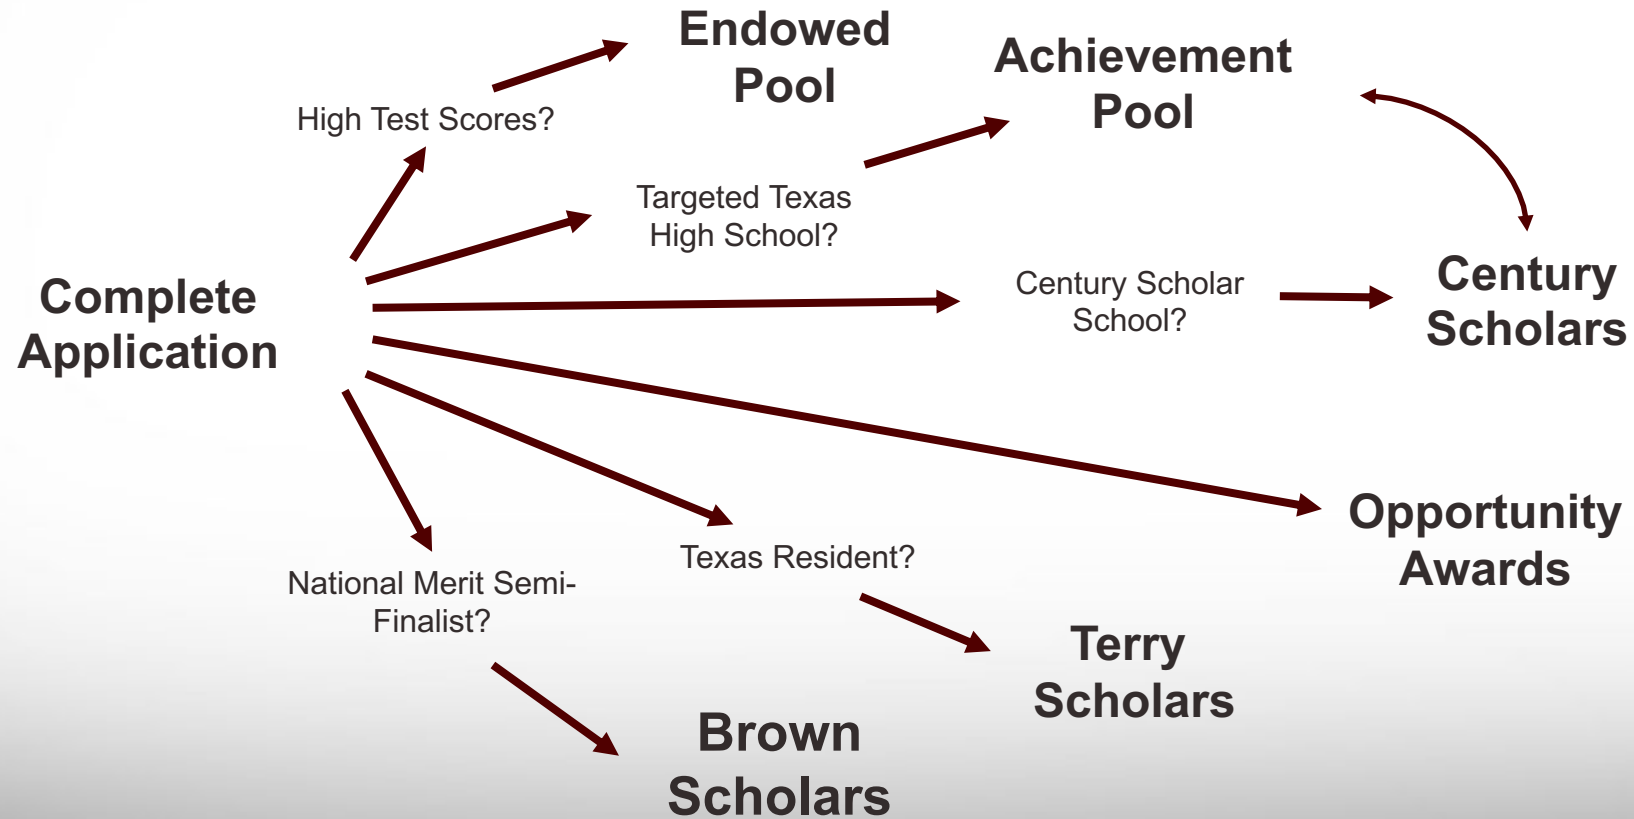 Endowed
Pool
Achievement
Pool
High Test Scores?
Targeted Texas
High School?
Complete
Application
Century Scholar
School?
Century
Scholars
Opportunity
Awards
Texas Resident?
National Merit Semi-
Finalist?
Terry
Scholars
Brown
Scholars